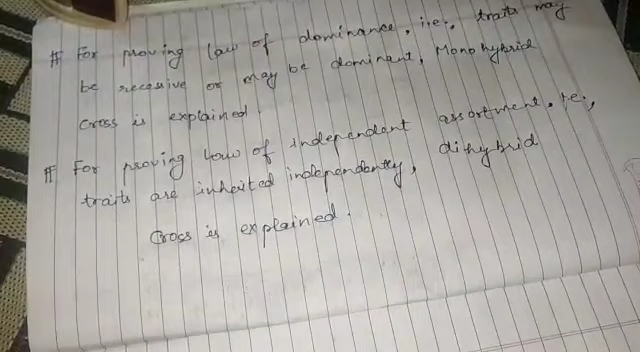 # For proving law of dominance, i.e., traits may
be recessive or may be dominant, Monohybrid
Cross is explained.
# For proving law of independent assortment, i.e.,
traits are inherited independently, dihybrid
Cross is explained.